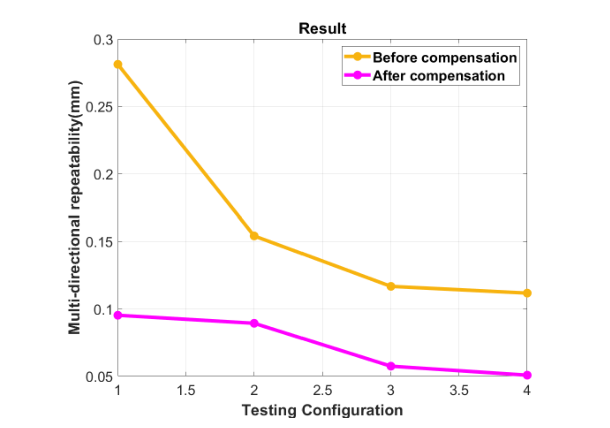 Result
Before compensation
After compensation
Multi-directional repeatability(mm)
0.3
0.25
0.2
0.15
0.1
0.05
1
1.5
2
2.5
3
3.5
4
Testing Configuration